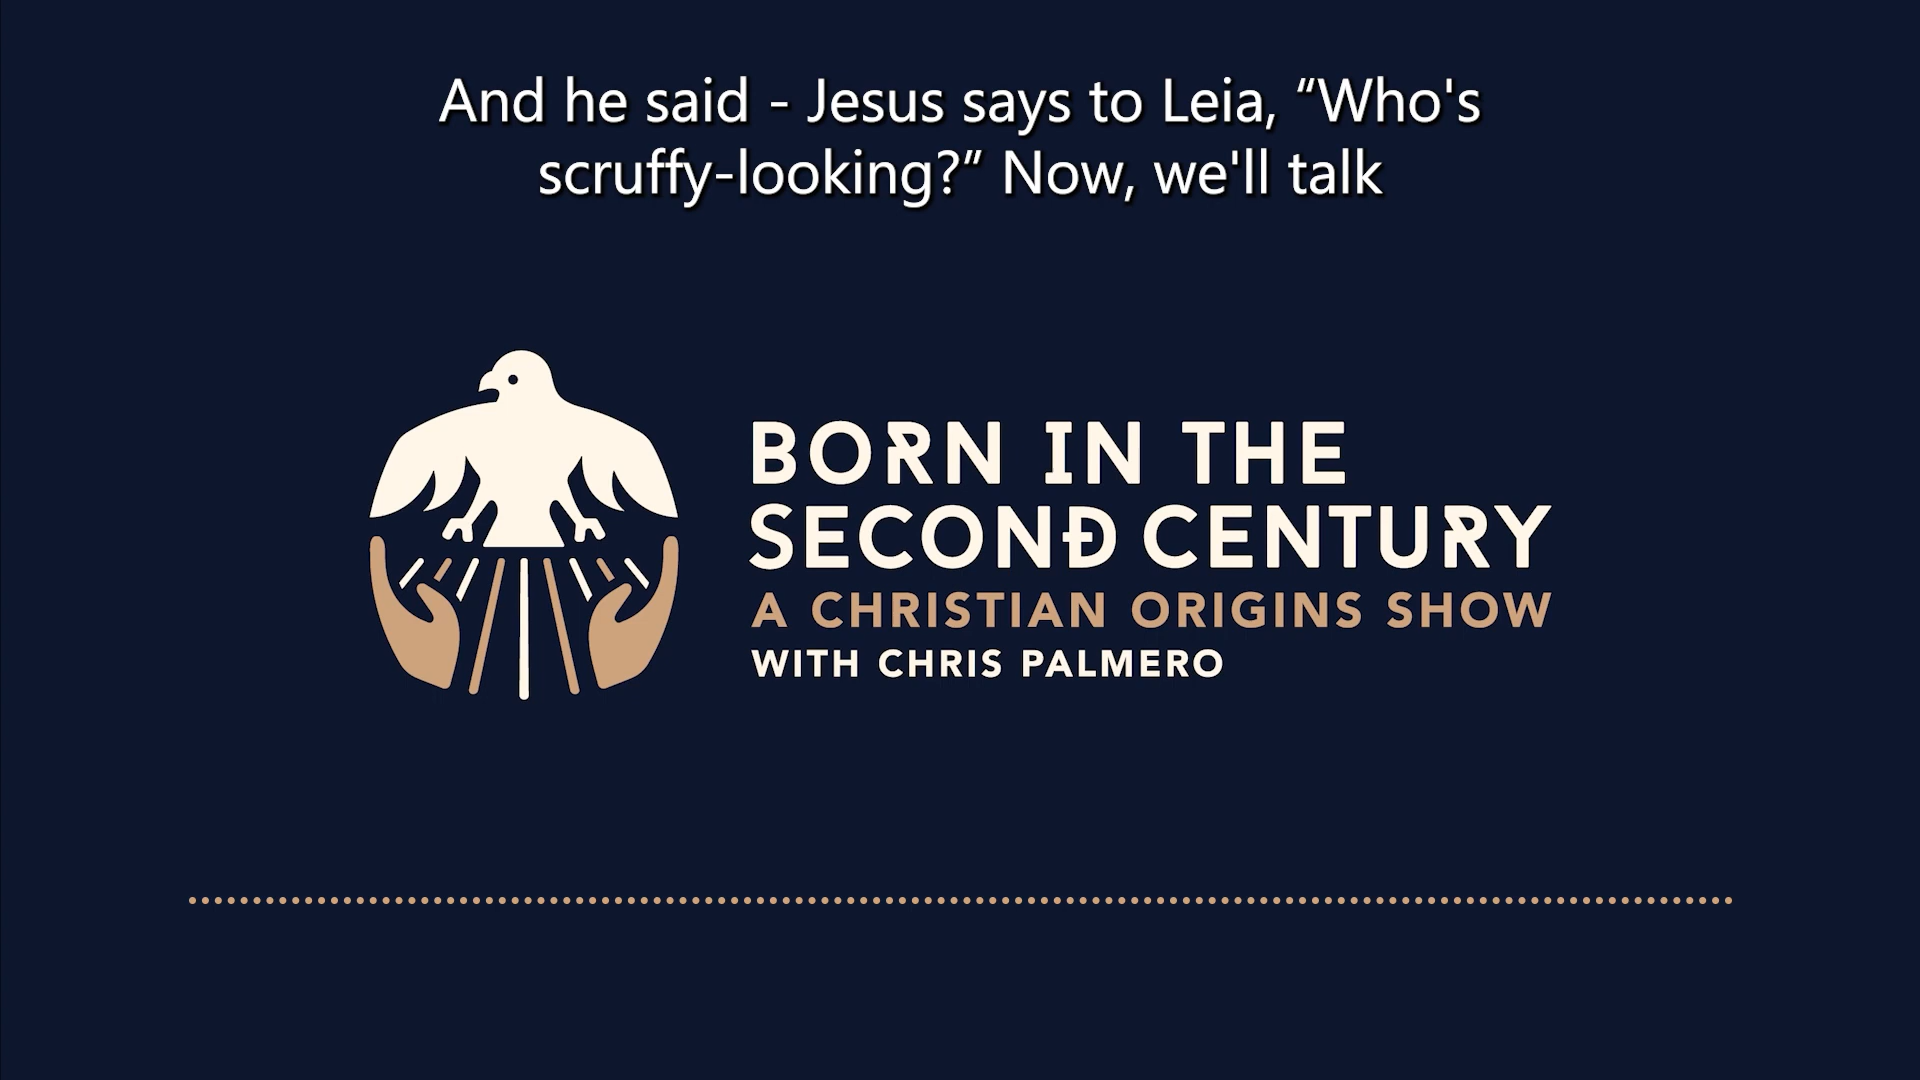 And he said - Jesus says to Leia, “Who's
scruffy-looking?” Now, we'll talk
BORN IN THE
SECOND CENTURY
A CHRISTIAN ORIGINS SHOW
WITH CHRIS PALMERO